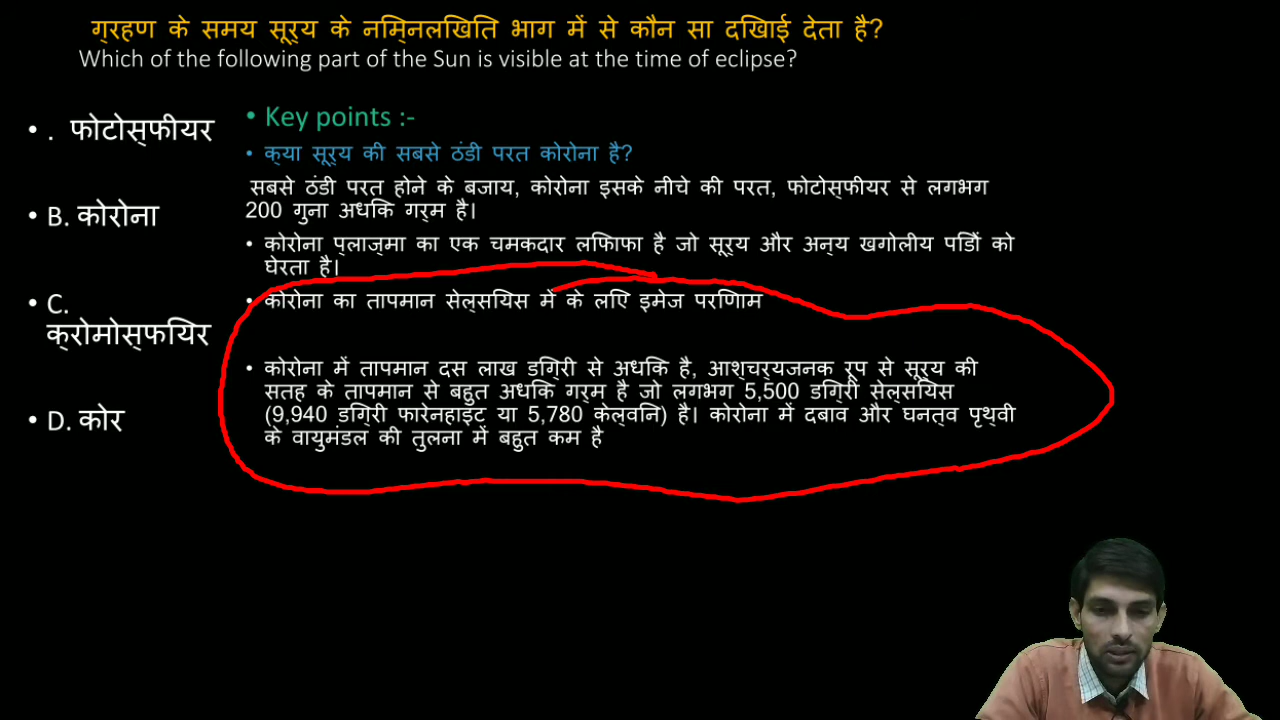 ग्रहण के समय सूर्य के निम्नलिखित भाग में से कौन सा दिखाई देता है?
Which of the following part of the Sun is visible at the time of eclipse?
• . फोटोस्फीयर
• B. कोरोना
• C.
क्रोमोस्फियर
• D. कोर
• Key points :-
• क्या सूर्य की सबसे ठंडी परत कोरोना है?
सबसे ठंडी परत होने के बजाय, कोरोना इसके नीचे की परत, फोटोस्फीयर से लगभग
200 गुना अधिक गर्म है।
• कोरोना प्लाज्मा का एक चमकदार लिफाफा है जो सूर्य और अन्य खगोलीय पिंडों को
घेरता है।
• कोरोना का तापमान सेल्सियस में के लिए इमेज परिणाम
• कोरोना में तापमान दस लाख डिग्री से अधिक है, आश्चर्यजनक रूप से सूर्य की
सतह के तापमान से बहुत अधिक गर्म है जो लगभग 5,500 डिग्री सेल्सियस
(9,940 डिग्री फारेनहाइट या 5,780 केल्विन) है। कोरोना में दबाव और घनत्व पृथ्वी
के वायुमंडल की तुलना में बहुत कम है